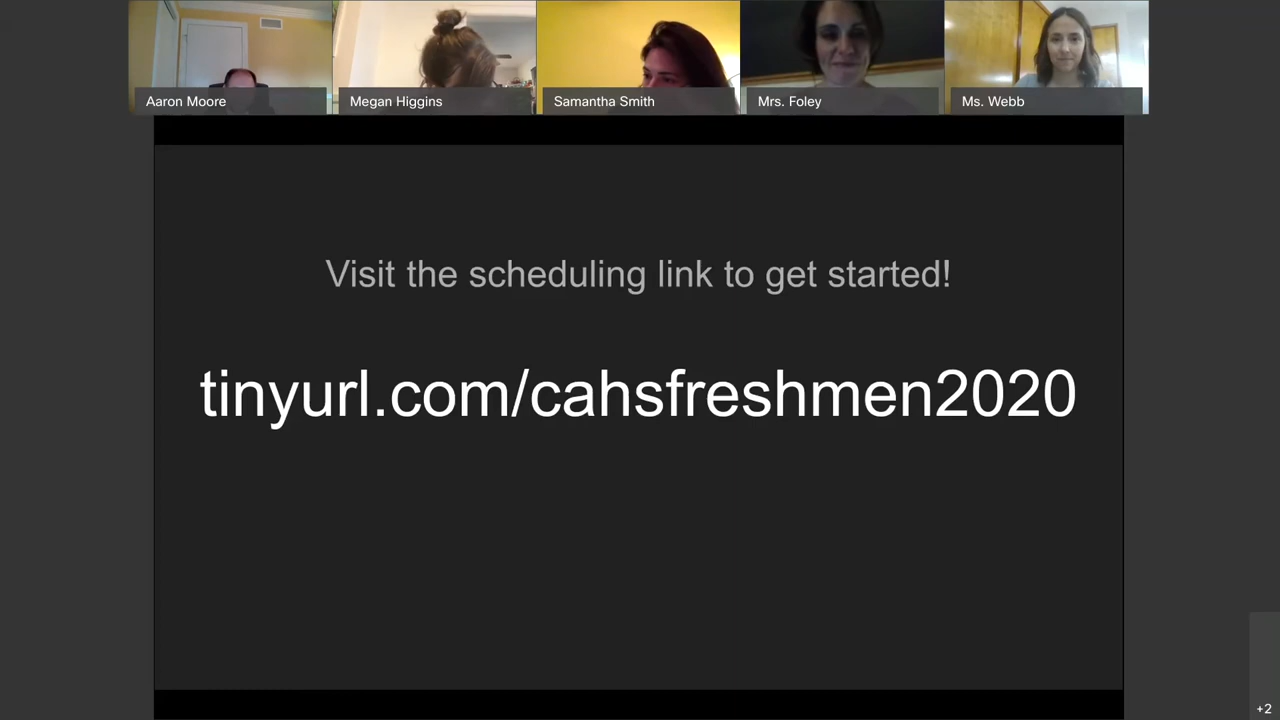 Aaron Moore
Megan Higgins
Samantha Smith
Mrs. Foley
Ms. Webb
Visit the scheduling link to get started!
tinyurl.com/cahsfreshmen2020
+2